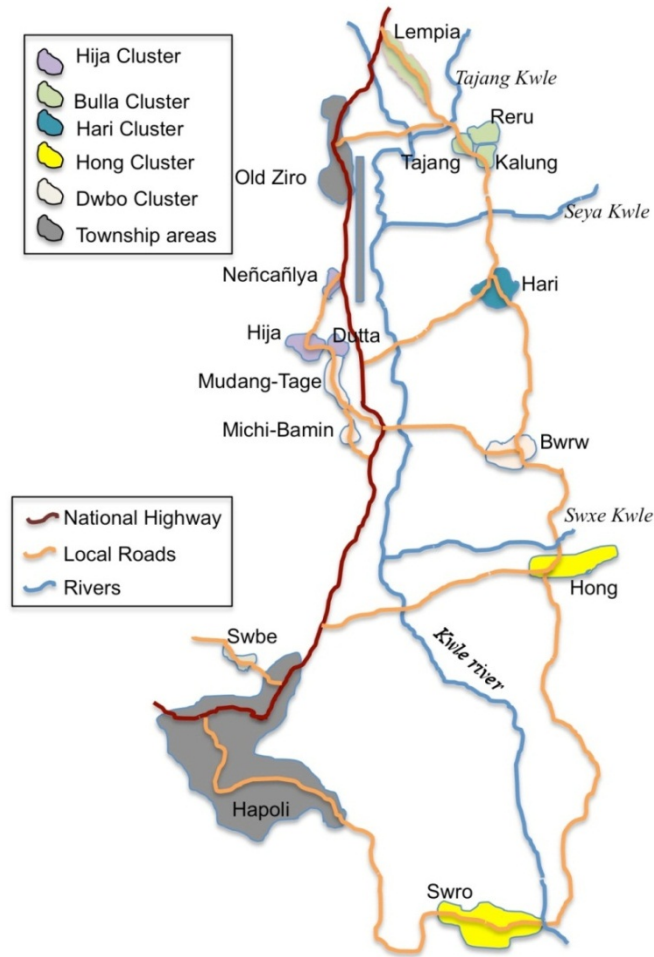 Hija Cluster
Bulla Cluster
Hari Cluster
Hong Cluster
Dwbo Cluster
Township areas
Lempia
Tajang Kwle
Reru
Tajang
Kalung
Old Ziro
Seya Kwle
Neñcañlya
Hari
Hija
Dutta
Mudang-Tage
Michi-Bamin
Bwrw
National Highway
Local Roads
Rivers
Swxe Kwle
Hong
Swbe
Kwle river
Hapoli
Swro